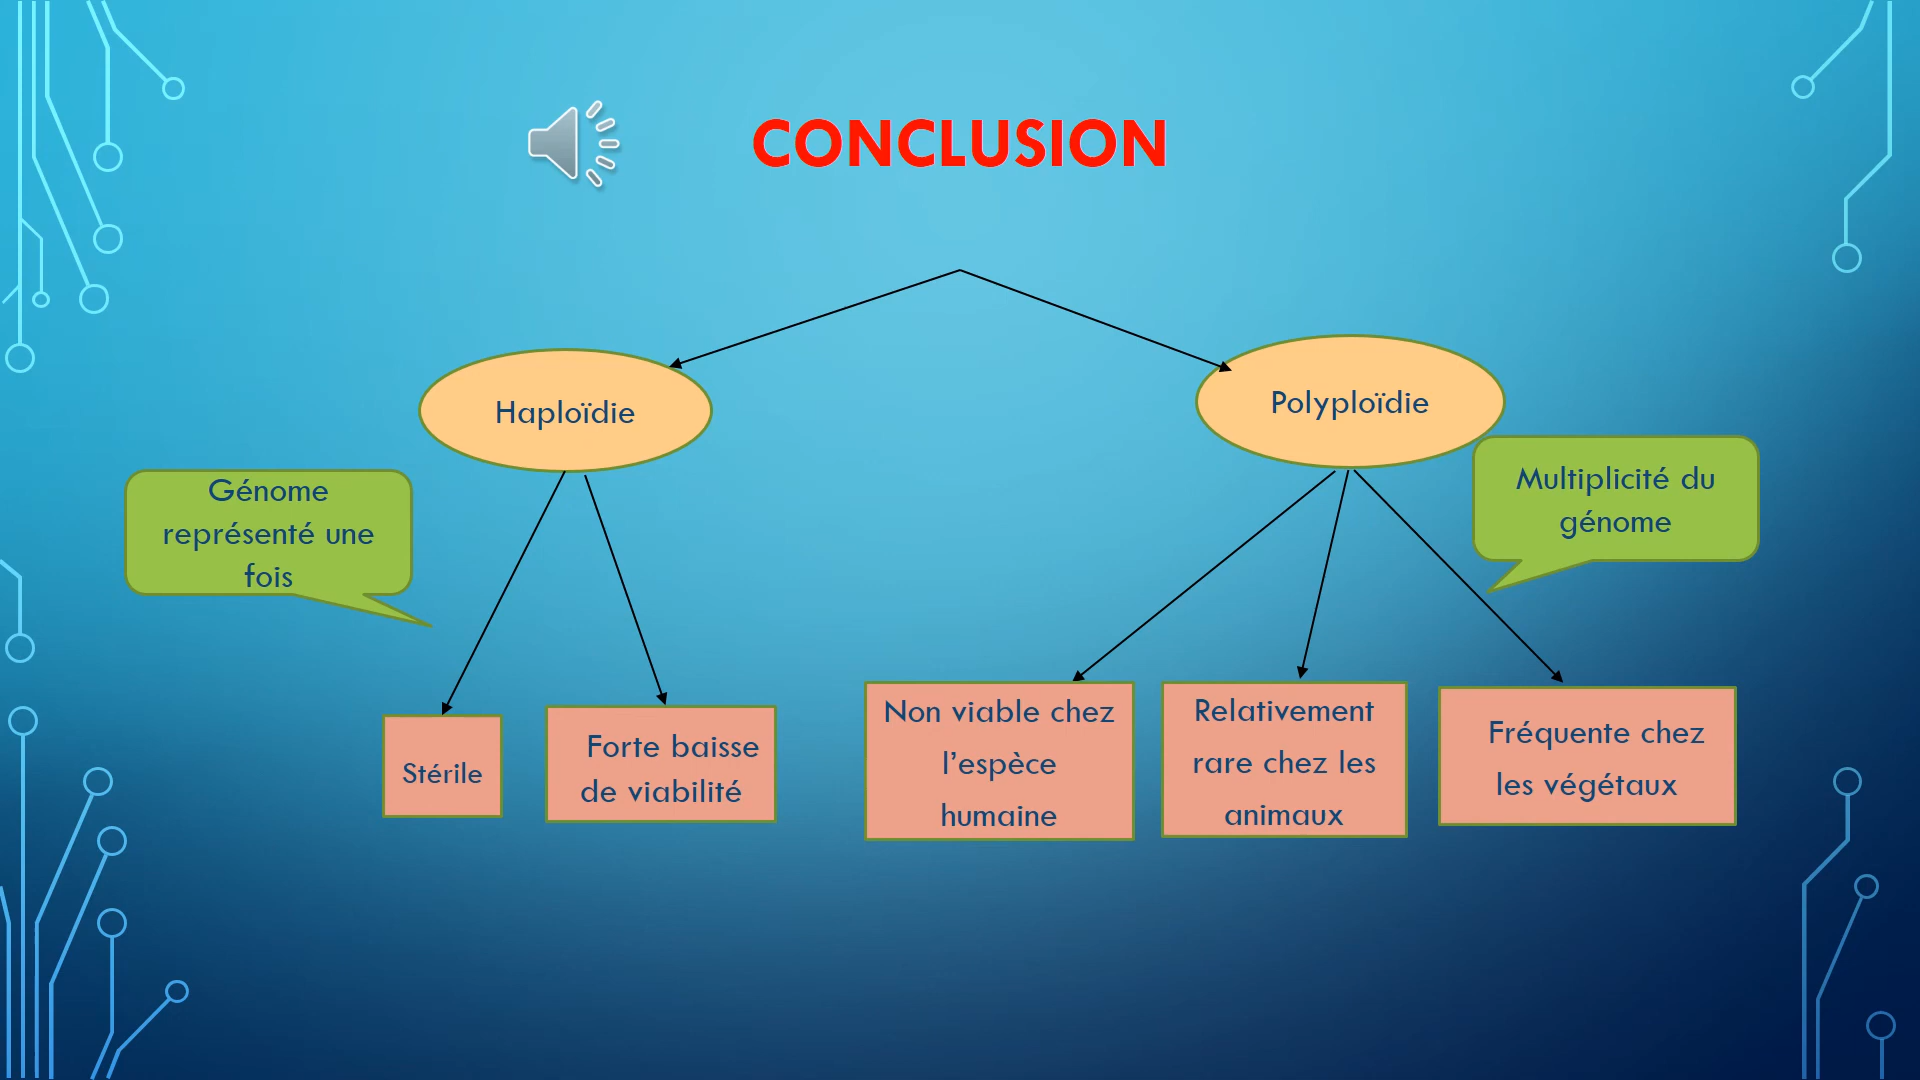 CONCLUSION
Haploïdie
Polyploïdie
Génome
représenté une
fois
Multiplicité du
génome
Stérile
Forte baisse
de viabilité
Non viable chez
l’espèce
humaine
Relativement
rare chez les
animaux
Fréquente chez
les végétaux